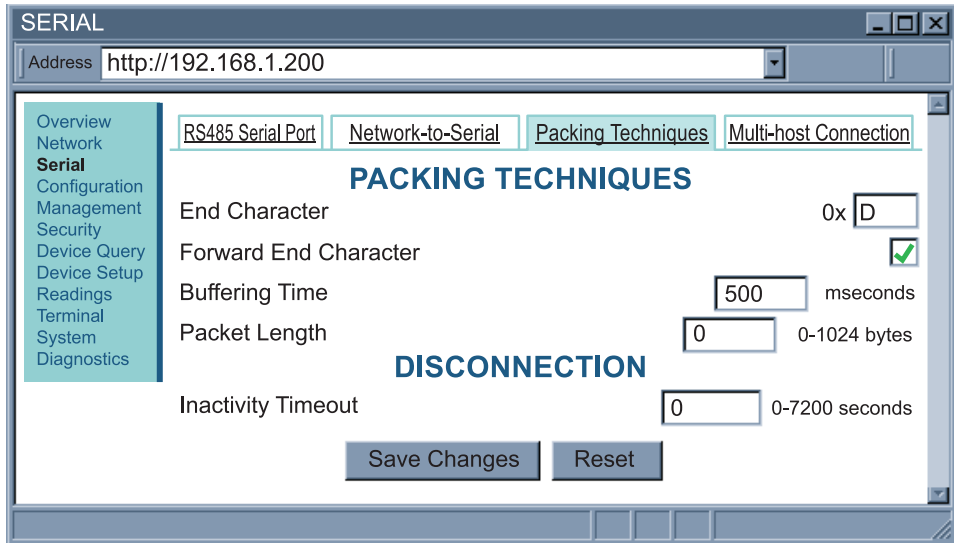 SERIAL
Address http://192.168.1.200
Overview
Network
Serial
Configuration
Management
Security
Device Query
Device Setup
Readings
Terminal
System
Diagnostics
RS485 Serial Port Network-to-Serial Packing Techniques Multi-host Connection
PACKING TECHNIQUES
End Character 0x D
Forward End Character
Buffering Time 500 mseconds
Packet Length 0 0-1024 bytes
DISCONNECTION
Inactivity Timeout 0 0-7200 seconds
Save Changes Reset